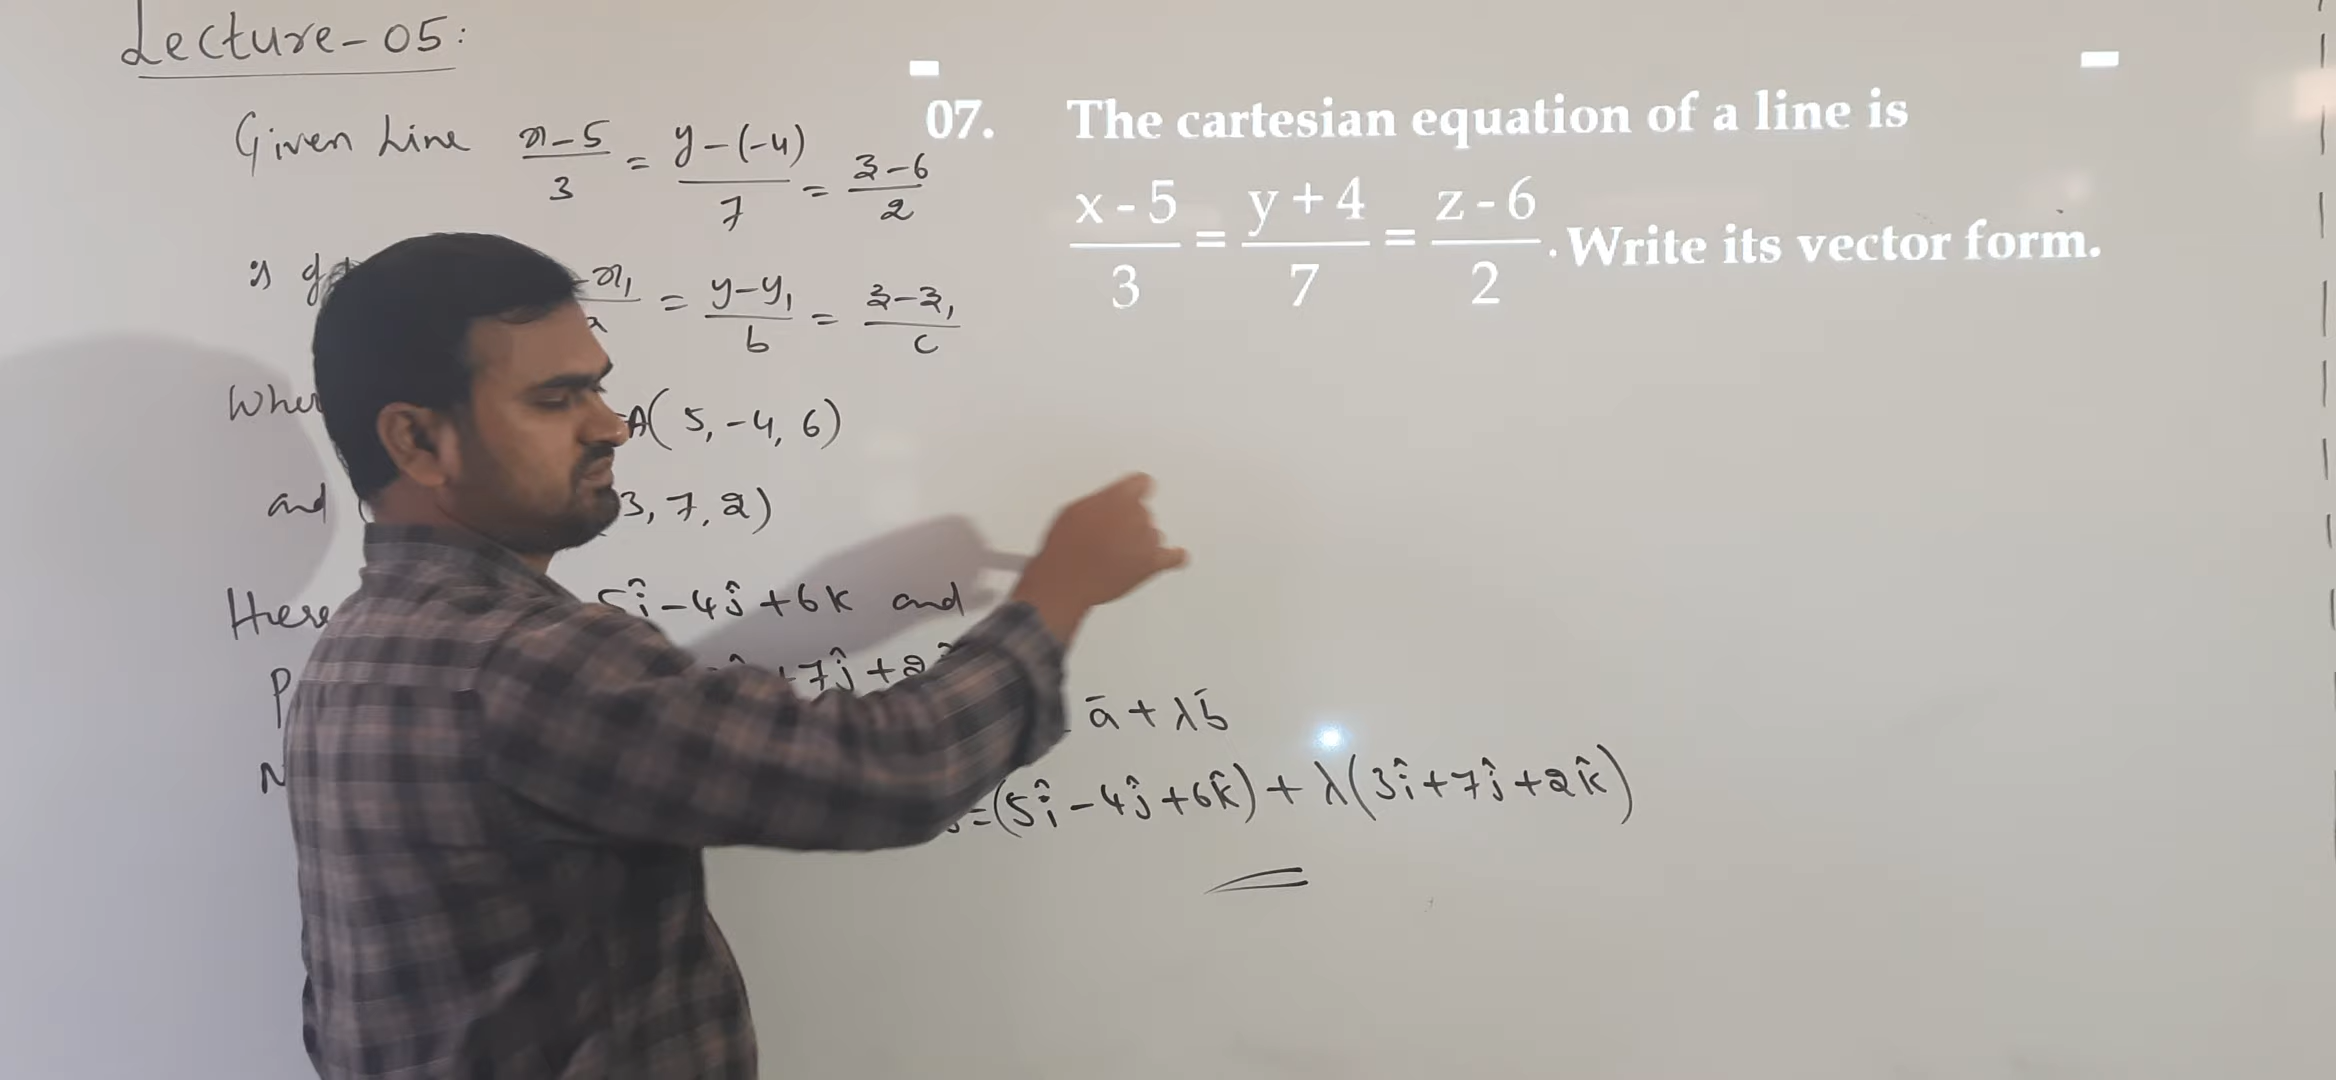 Lecture-05:
Given Line x-5/3 = y-(-4)/7 = z-6/2
is x₁ = y-y₁/b = z-z₁/c
A(5, -4, 6)
and 3, 7, 2)
Here 5î-4ĵ+6k and
+7ĵ+2
ā+λb̄
=(5î-4ĵ+6k̂)+λ(3î+7ĵ+2k̂)
07. The cartesian equation of a line is
x-5/3 = y+4/7 = z-6/2. Write its vector form.